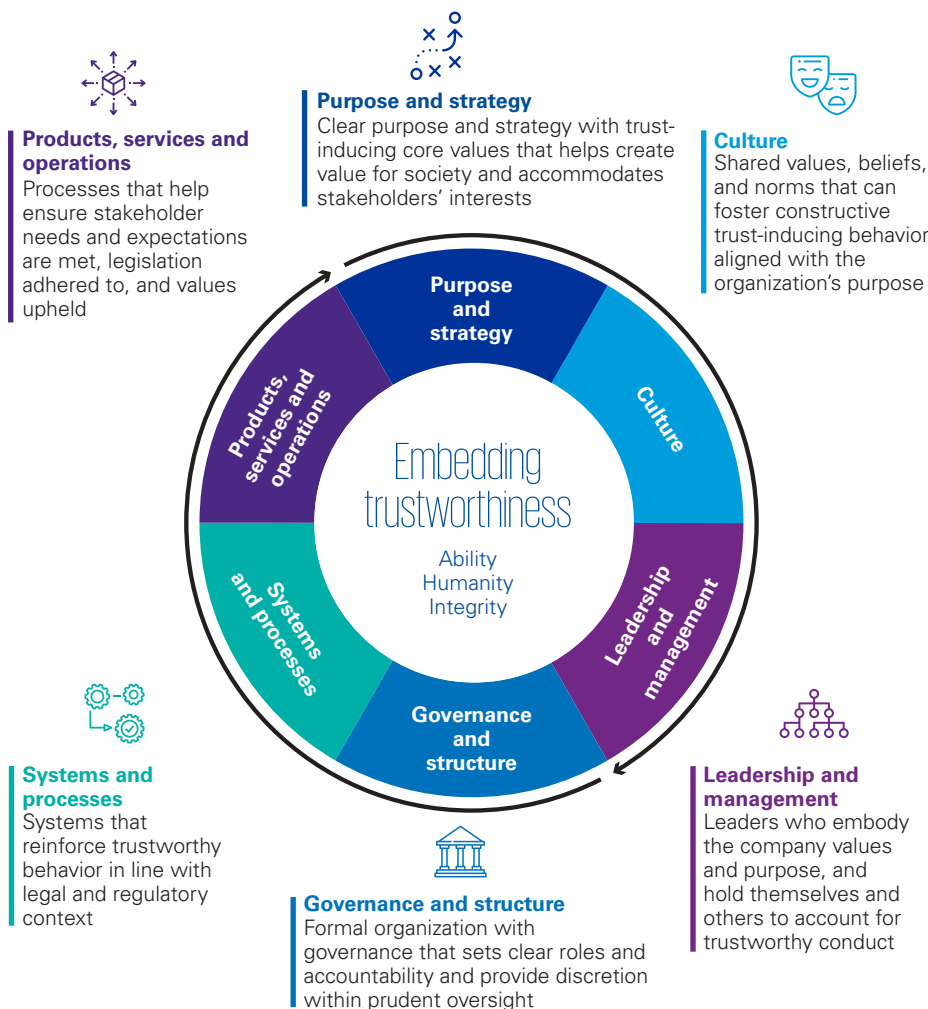 Purpose and strategy
Clear purpose and strategy with trust-
inducing core values that helps create
value for society and accommodates
stakeholders’ interests
Products, services and
operations
Processes that help
ensure stakeholder
needs and expectations
are met, legislation
adhered to, and values
upheld
Culture
Shared values, beliefs,
and norms that can
foster constructive
trust-inducing behavior
aligned with the
organization’s purpose
Purpose
and
strategy
Products,
services and
operations
Culture
Embedding
trustworthiness
Ability
Humanity
Integrity
Systems
and processes
Leadership
and
management
Governance
and
structure
Systems and
processes
Systems that
reinforce trustworthy
behavior in line with
legal and regulatory
context
Leadership and
management
Leaders who embody
the company values
and purpose, and
hold themselves and
others to account for
trustworthy conduct
Governance and structure
Formal organization with
governance that sets clear roles and
accountability and provide discretion
within prudent oversight